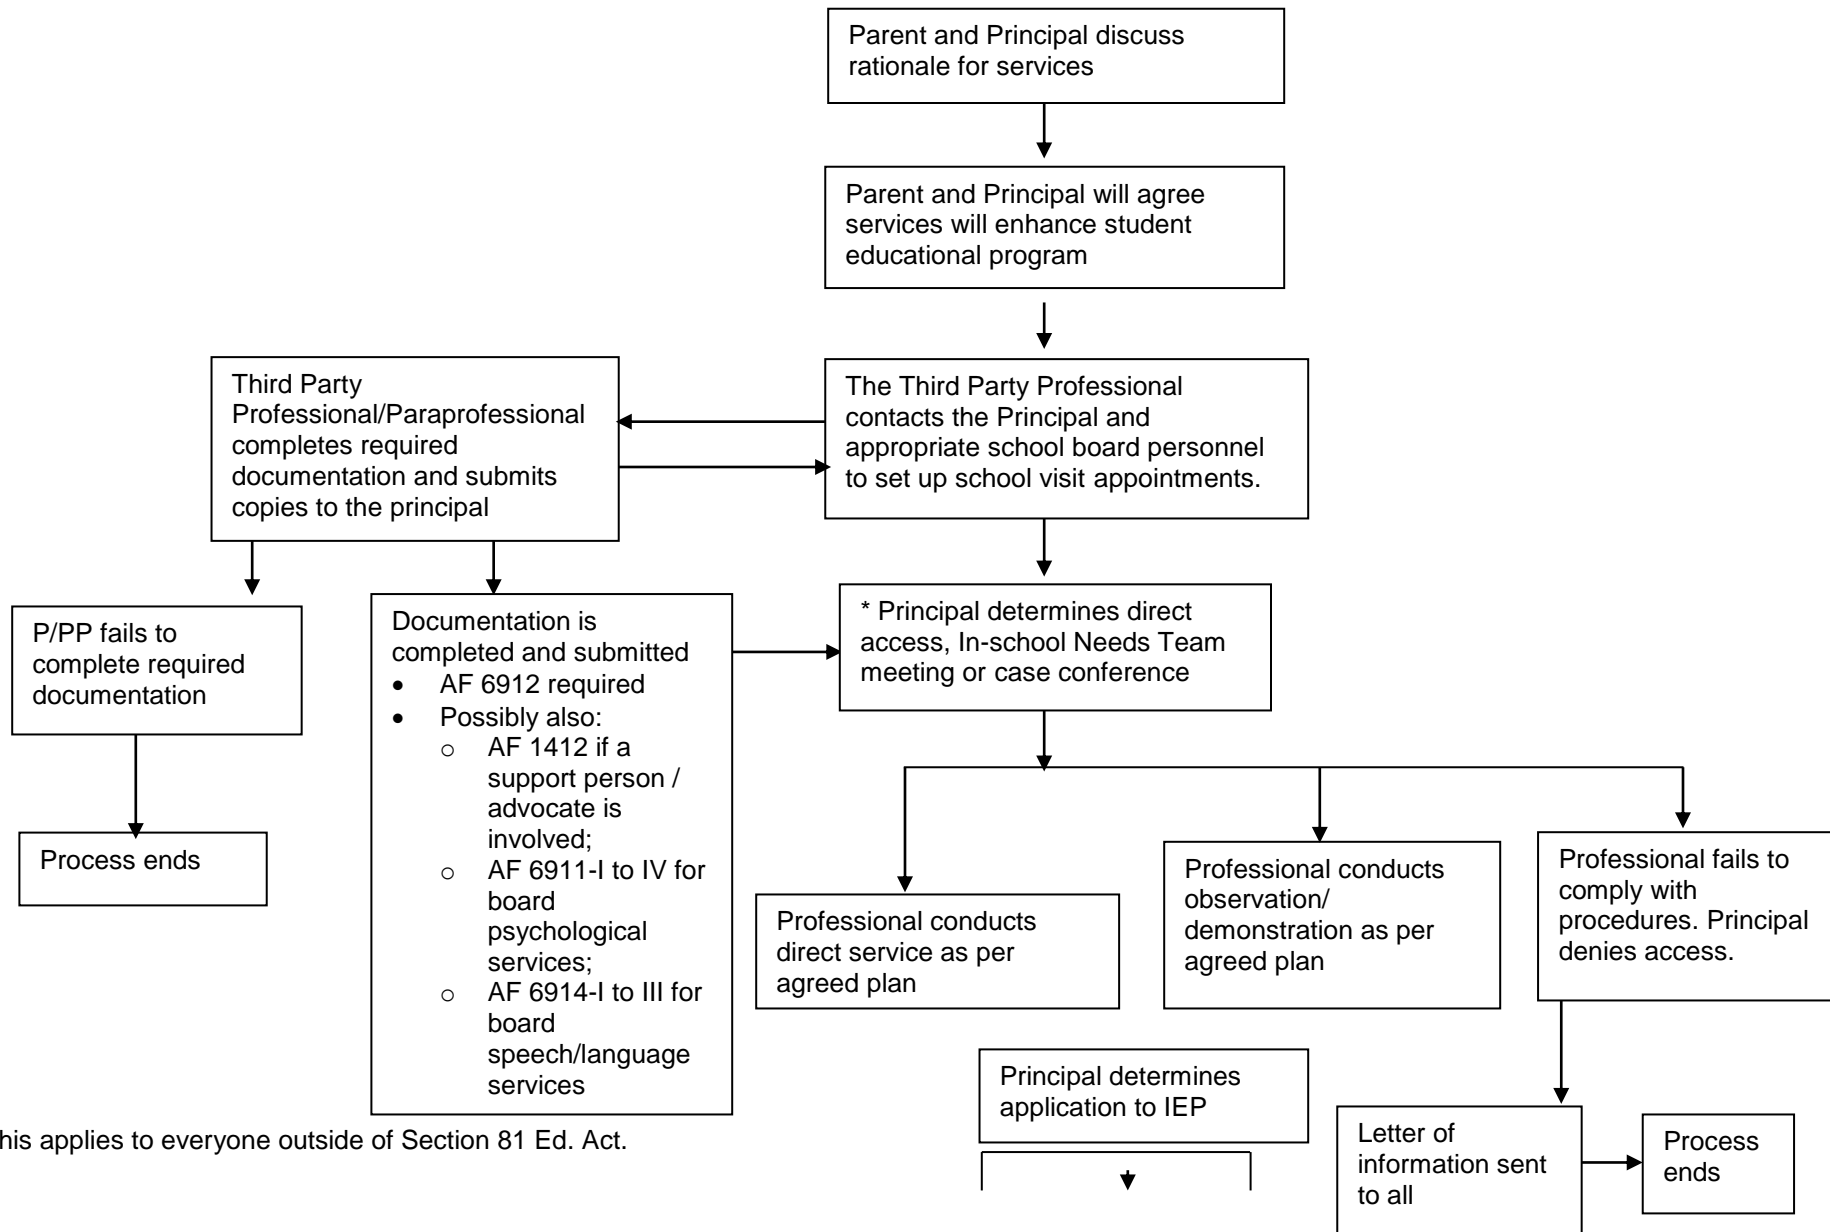 Parent and Principal discuss
rationale for services
Parent and Principal will agree
services will enhance student
educational program
Third Party
Professional/Paraprofessional
completes required
documentation and submits
copies to the principal
The Third Party Professional
contacts the Principal and
appropriate school board personnel
to set up school visit appointments.
P/PP fails to
complete required
documentation
Process ends
Documentation is
completed and submitted
• AF 6912 required
• Possibly also:
o AF 1412 if a
support person /
advocate is
involved;
o AF 6911-I to IV for
board
psychological
services;
o AF 6914-I to III for
board
speech/language
services
* Principal determines direct
access, In-school Needs Team
meeting or case conference
Professional conducts
direct service as per
agreed plan
Professional conducts
observation/
demonstration as per
agreed plan
Professional fails to
comply with
procedures. Principal
denies access.
Principal determines
application to IEP
Letter of
information sent
to all
Process
ends
his applies to everyone outside of Section 81 Ed. Act.